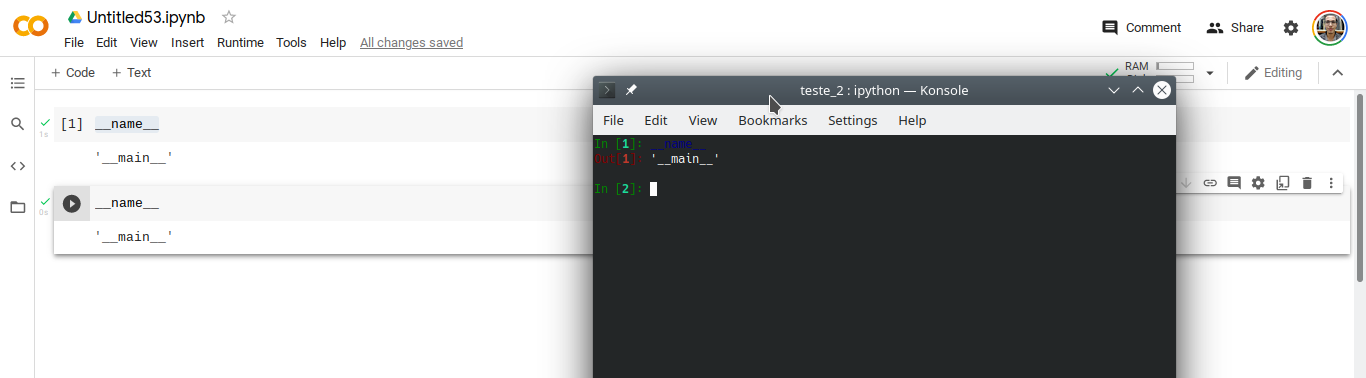 Untitled53.ipynb
File Edit View Insert Runtime Tools Help All changes saved
Comment Share
+ Code + Text
RAM
Editing
[1] __name__
1s
'__main__'
__name__
0s
'__main__'
teste_2 : ipython — Konsole
File Edit View Bookmarks Settings Help
In [1]: __name__
Out[1]: '__main__'
In [2]: